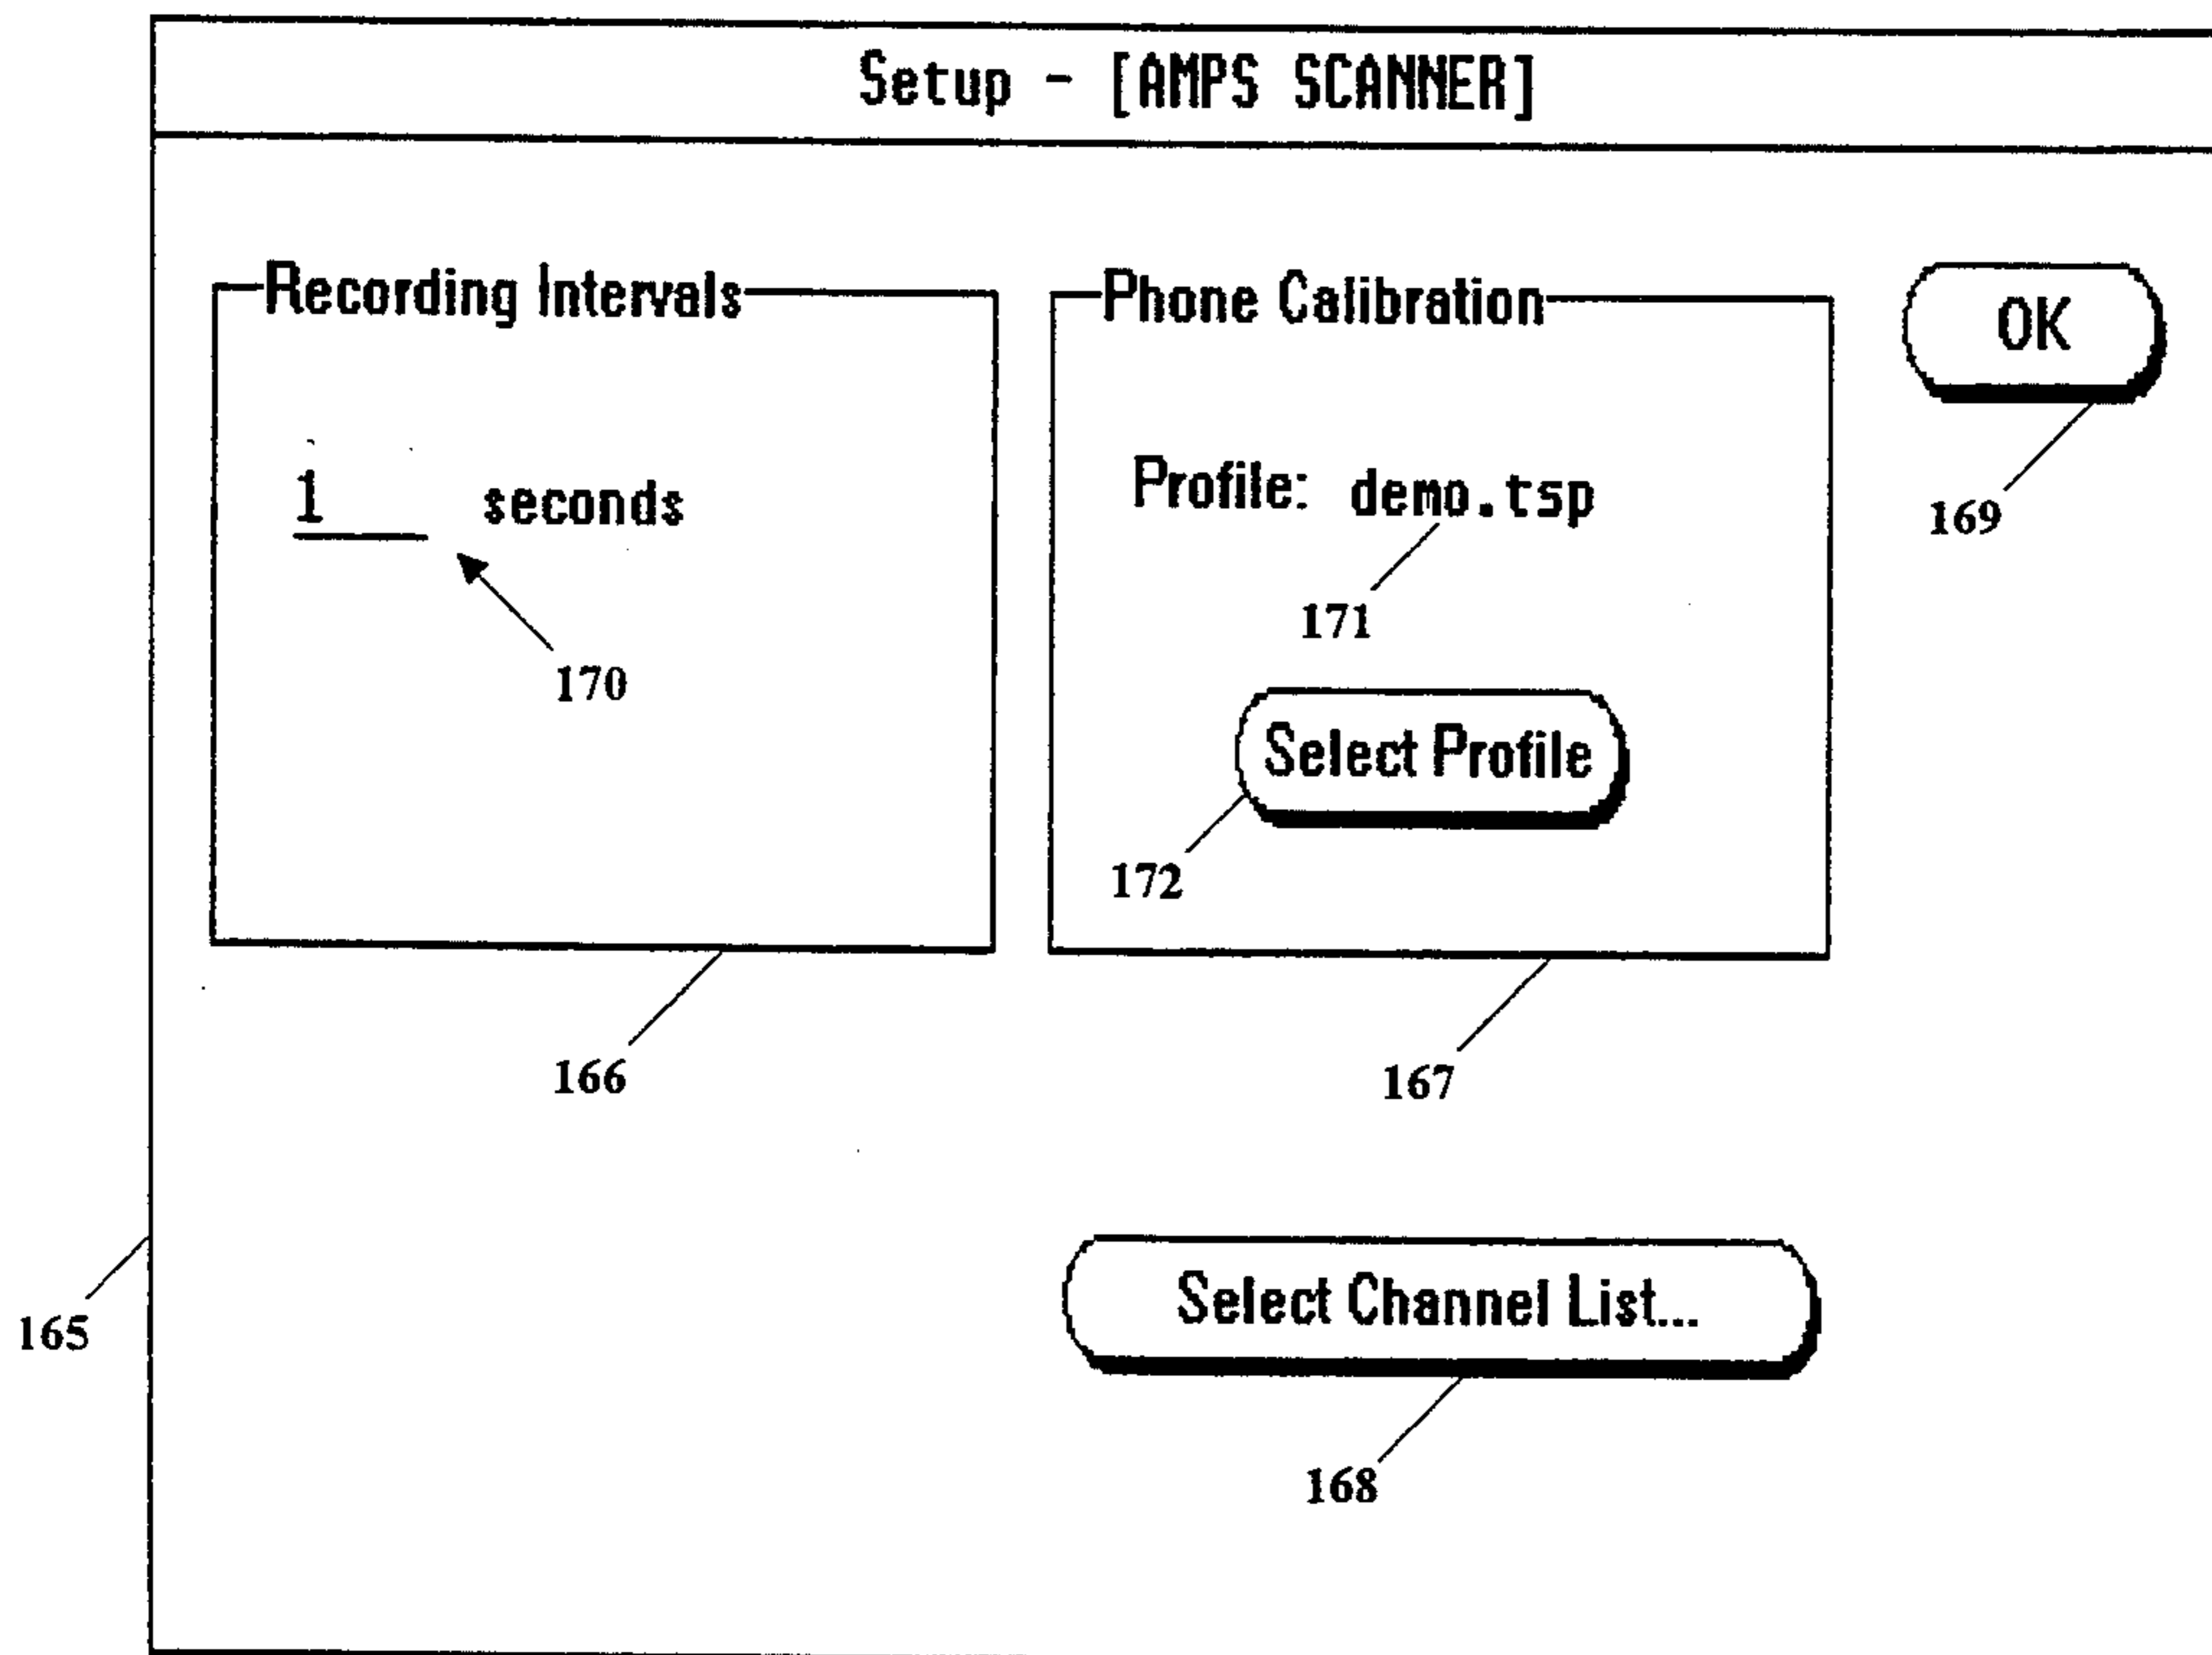 Setup - [AMPS SCANNER]
Recording Intervals
1 seconds
170
166
Phone Calibration
Profile: demo.tsp
171
Select Profile
172
167
OK
169
165
Select Channel List...
168